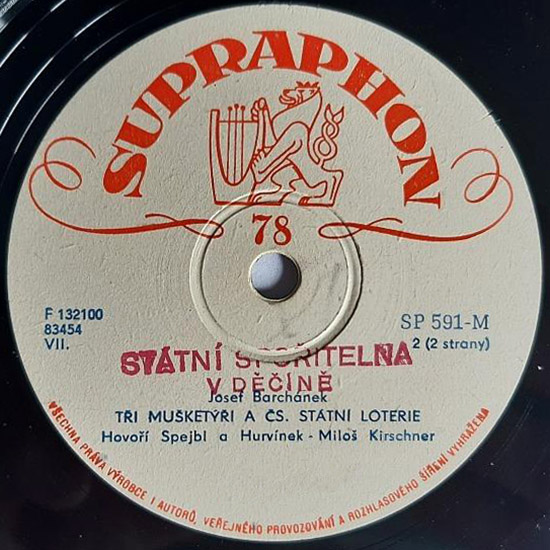 SUPRAPHON
78
F 132100
83454
VII.
SP 591-M
2 (2 strany)
STÁTNÍ SPOŘITELNA
V DĚČÍNĚ
Josef Barchánek
TŘI MUŠKETÝŘI A ČS. STÁTNÍ LOTERIE
Hovoří Spejbl a Hurvínek - Miloš Kirschner
VŠECHNA PRÁVA VÝROBCE I AUTORŮ, VEŘEJNÉHO PROVOZOVÁNÍ A ROZHLASOVÉHO ŠÍŘENÍ VYHRAŽENA